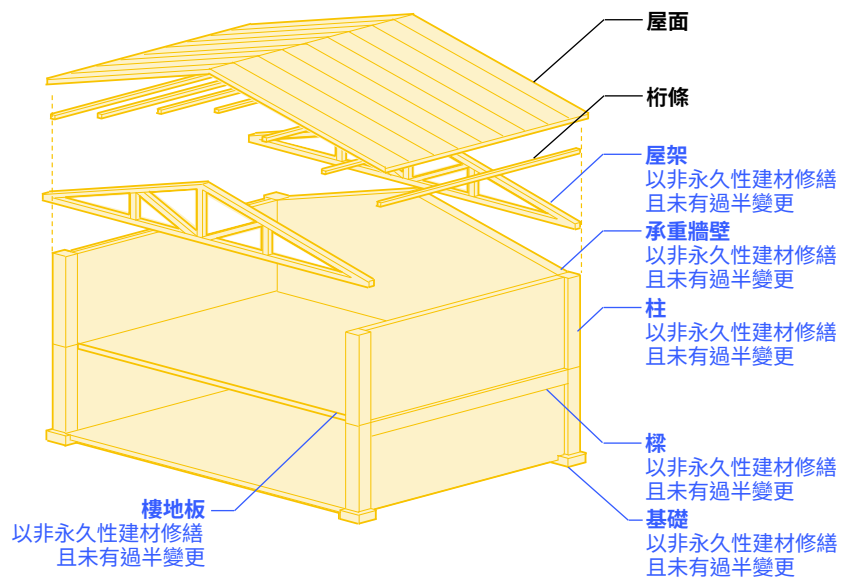 屋面
桁條
屋架
以非永久性建材修繕
且未有過半變更
承重牆壁
以非永久性建材修繕
且未有過半變更
柱
以非永久性建材修繕
且未有過半變更
樑
以非永久性建材修繕
且未有過半變更
基礎
以非永久性建材修繕
且未有過半變更
樓地板
以非永久性建材修繕
且未有過半變更